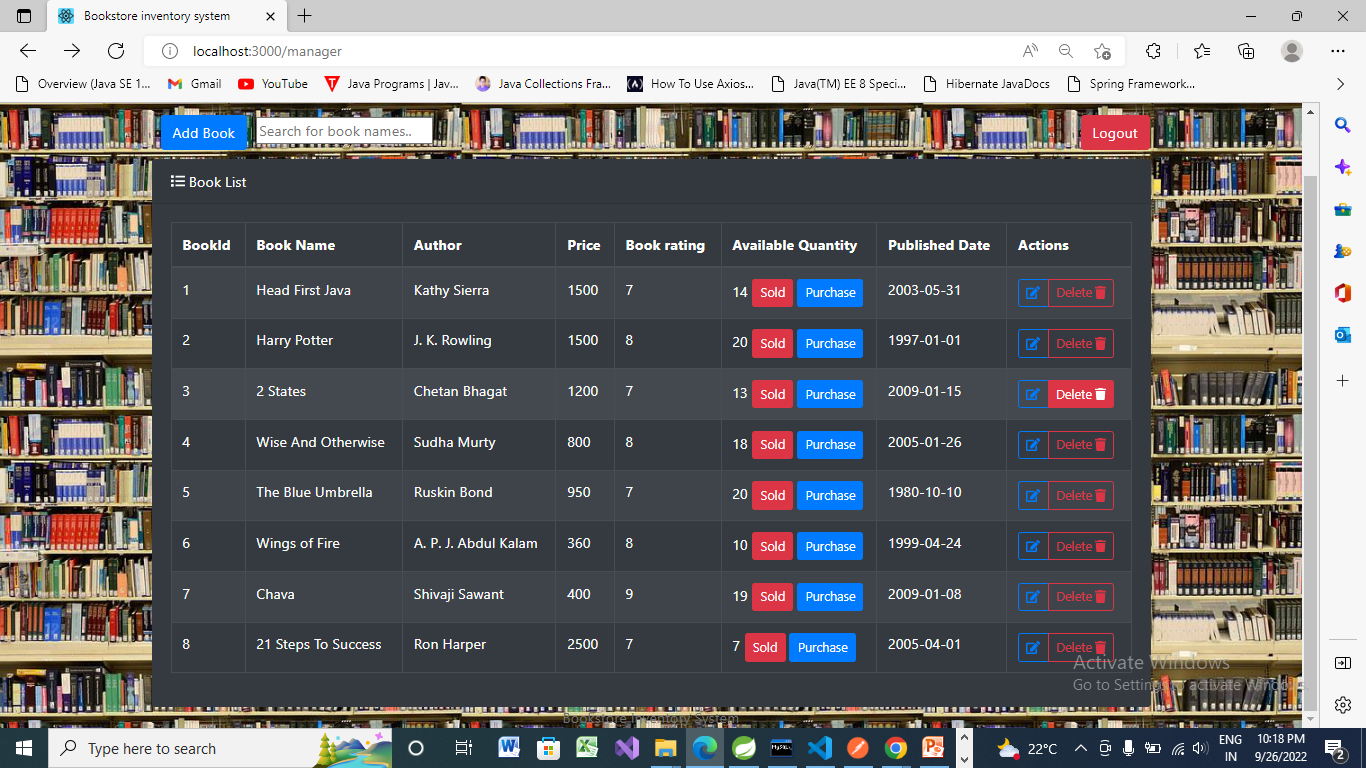 Bookstore inventory system
localhost:3000/manager
Overview (Java SE 1... Gmail YouTube Java Programs | Jav... Java Collections Fra... How To Use Axios... Java(TM) EE 8 Speci... Hibernate JavaDocs Spring Framework...
Add Book Search for book names.. Logout
Book List
BookId Book Name Author Price Book rating Available Quantity Published Date Actions
1 Head First Java Kathy Sierra 1500 7 14 Sold Purchase 2003-05-31 Delete
2 Harry Potter J. K. Rowling 1500 8 20 Sold Purchase 1997-01-01 Delete
3 2 States Chetan Bhagat 1200 7 13 Sold Purchase 2009-01-15 Delete
4 Wise And Otherwise Sudha Murty 800 8 18 Sold Purchase 2005-01-26 Delete
5 The Blue Umbrella Ruskin Bond 950 7 20 Sold Purchase 1980-10-10 Delete
6 Wings of Fire A. P. J. Abdul Kalam 360 8 10 Sold Purchase 1999-04-24 Delete
7 Chava Shivaji Sawant 400 9 19 Sold Purchase 2009-01-08 Delete
8 21 Steps To Success Ron Harper 2500 7 7 Sold Purchase 2005-04-01 Delete
Activate Windows
Go to Settings to activate Windows.
Bookstore Inventory System
Type here to search 22°C ENG 10:18 PM
IN 9/26/2022 2